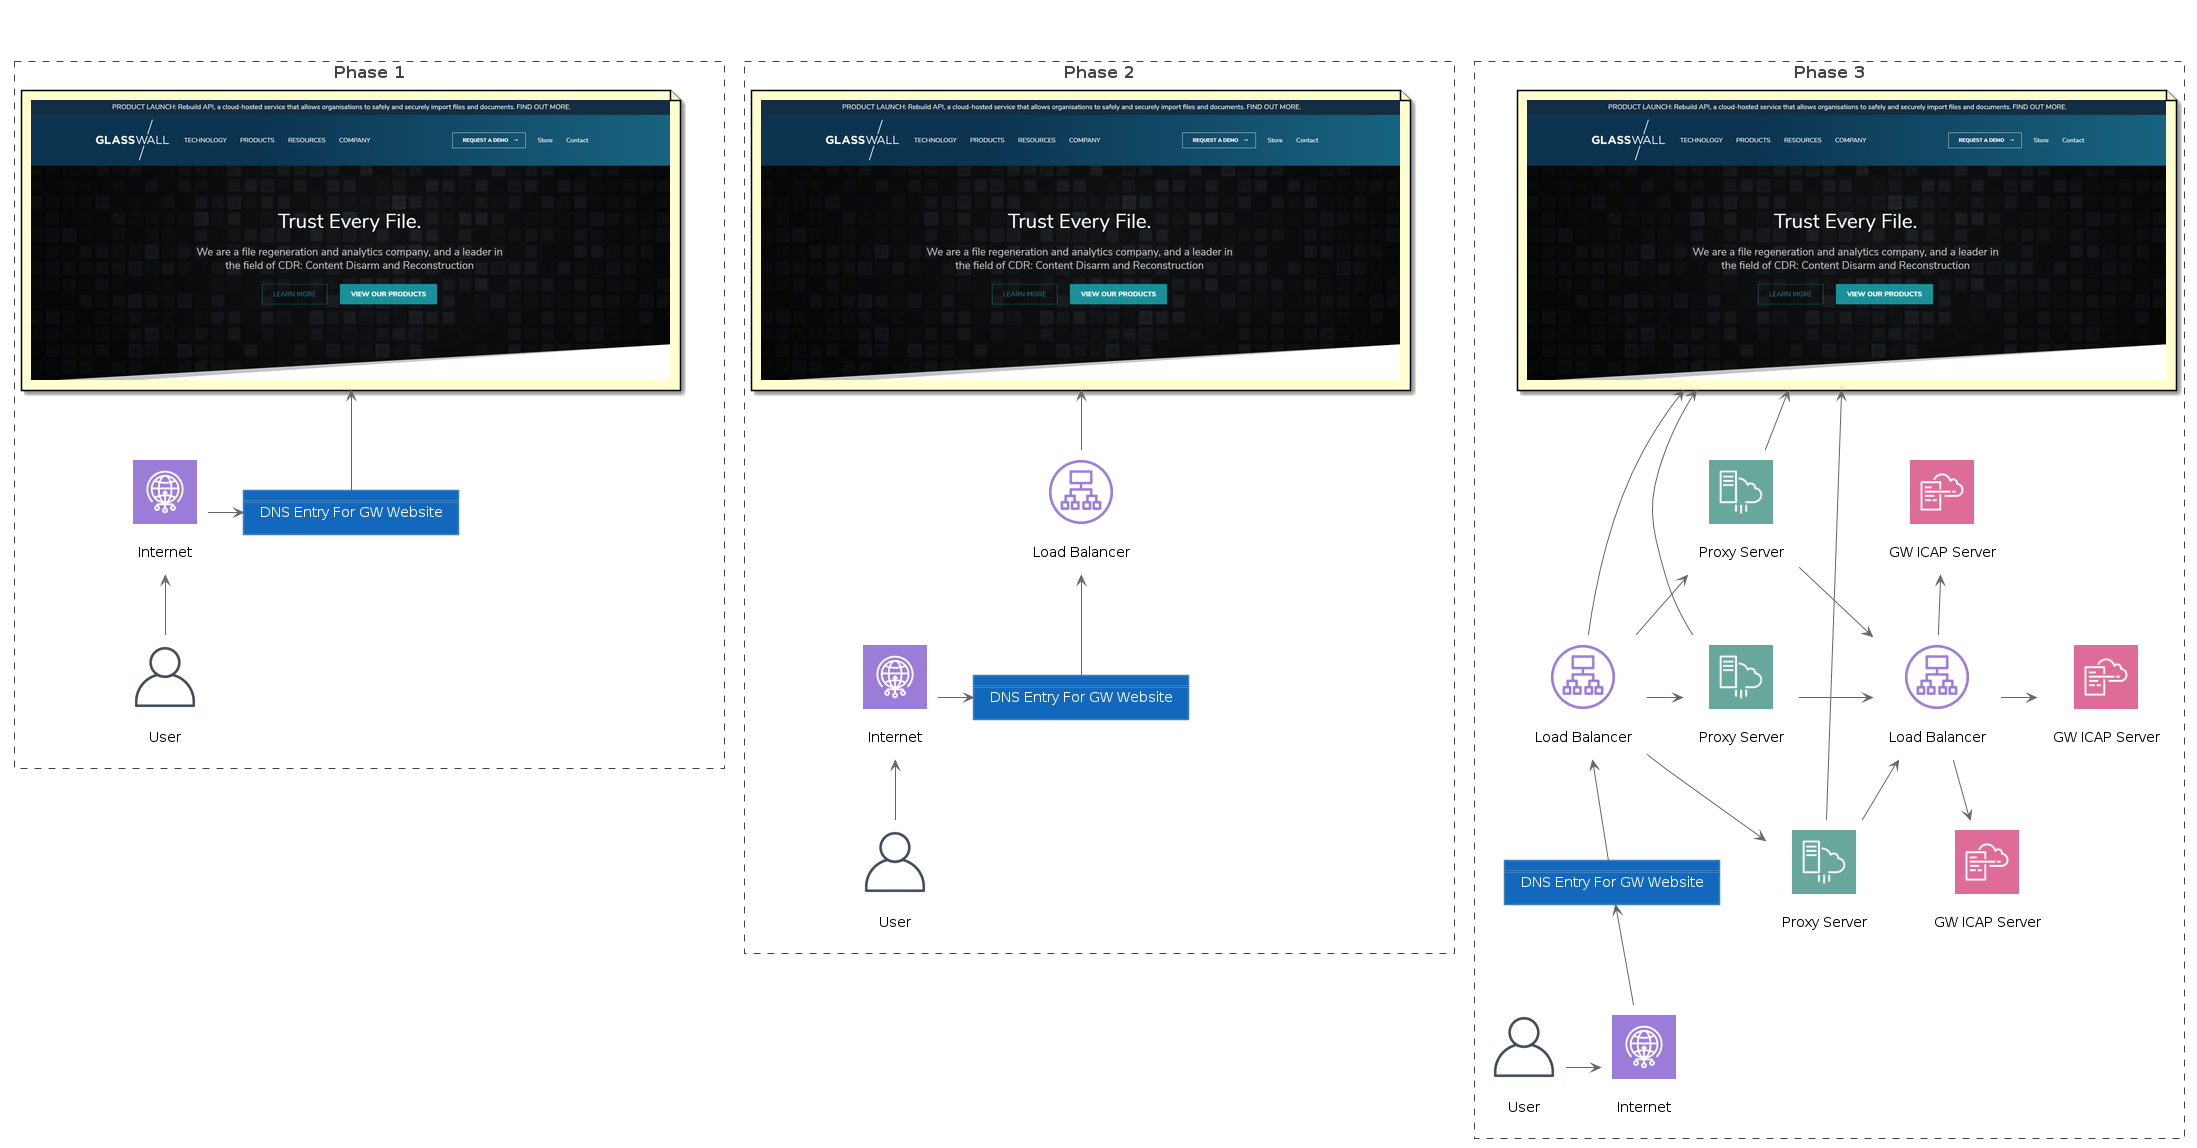 Phase 1
PRODUCT LAUNCH: Rebuild API, a cloud-hosted service that allows organisations to safely and securely import files and documents. FIND OUT MORE.
GLASSWALL TECHNOLOGY PRODUCTS RESOURCES COMPANY REQUEST A DEMO → Store Contact
Trust Every File.
We are a file regeneration and analytics company, and a leader in
the field of CDR: Content Disarm and Reconstruction
LEARN MORE VIEW OUR PRODUCTS
DNS Entry For GW Website
Internet
User
Phase 2
PRODUCT LAUNCH: Rebuild API, a cloud-hosted service that allows organisations to safely and securely import files and documents. FIND OUT MORE.
GLASSWALL TECHNOLOGY PRODUCTS RESOURCES COMPANY REQUEST A DEMO → Store Contact
Trust Every File.
We are a file regeneration and analytics company, and a leader in
the field of CDR: Content Disarm and Reconstruction
LEARN MORE VIEW OUR PRODUCTS
Load Balancer
DNS Entry For GW Website
Internet
User
Phase 3
PRODUCT LAUNCH: Rebuild API, a cloud-hosted service that allows organisations to safely and securely import files and documents. FIND OUT MORE.
GLASSWALL TECHNOLOGY PRODUCTS RESOURCES COMPANY REQUEST A DEMO → Store Contact
Trust Every File.
We are a file regeneration and analytics company, and a leader in
the field of CDR: Content Disarm and Reconstruction
LEARN MORE VIEW OUR PRODUCTS
Proxy Server GW ICAP Server
Load Balancer Proxy Server Load Balancer GW ICAP Server
DNS Entry For GW Website
Proxy Server GW ICAP Server
User Internet